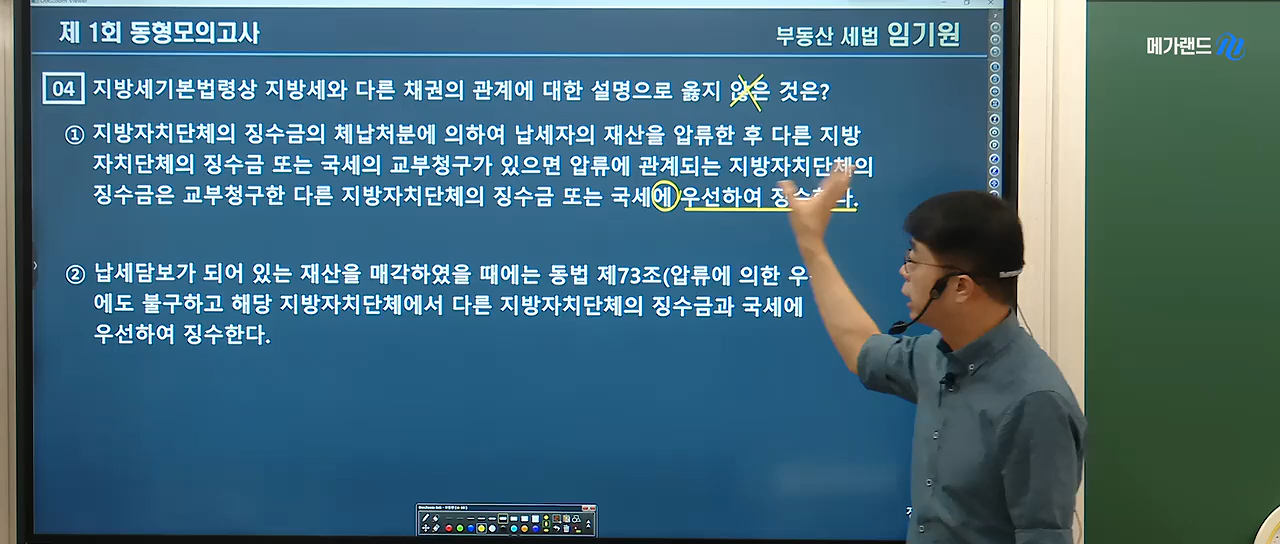 제 1회 동형모의고사
부동산 세법 임기원
메가랜드
04 지방세기본법령상 지방세와 다른 채권의 관계에 대한 설명으로 옳지 않은 것은?
① 지방자치단체의 징수금의 체납처분에 의하여 납세자의 재산을 압류한 후 다른 지방
자치단체의 징수금 또는 국세의 교부청구가 있으면 압류에 관계되는 지방자치단체의
징수금은 교부청구한 다른 지방자치단체의 징수금 또는 국세에 우선하여 징수한다.
② 납세담보가 되어 있는 재산을 매각하였을 때에는 동법 제73조(압류에 의한
에도 불구하고 해당 지방자치단체에서 다른 지방자치단체의 징수금과 국세에
우선하여 징수한다.